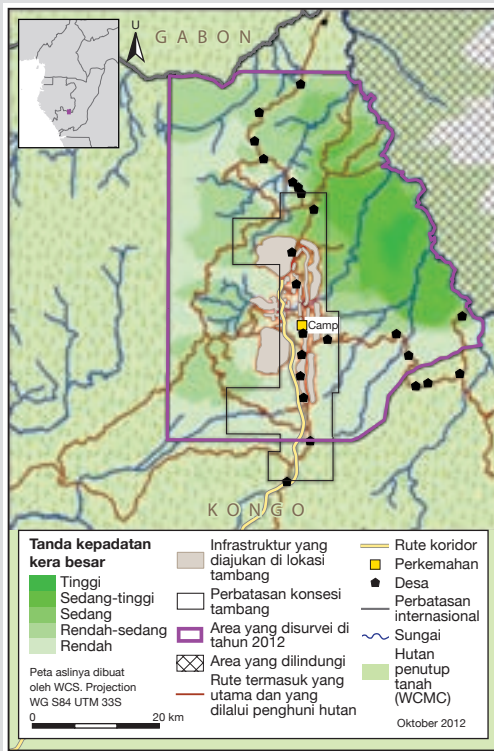 U
GABON
Camp
KONGO
Tanda kepadatan
kera besar
Tinggi
Sedang-tinggi
Sedang
Rendah-sedang
Rendah
Peta aslinya dibuat
oleh WCS. Projection
WG S84 UTM 33S
0 20 km
Infrastruktur yang
diajukan di lokasi
tambang
Perbatasan konsesi
tambang
Area yang disurvei di
tahun 2012
Area yang dilindungi
Rute termasuk yang
utama dan yang
dilalui penghuni hutan
Rute koridor
Perkemahan
Desa
Perbatasan
internasional
Sungai
Hutan
penutup
tanah
(WCMC)
Oktober 2012